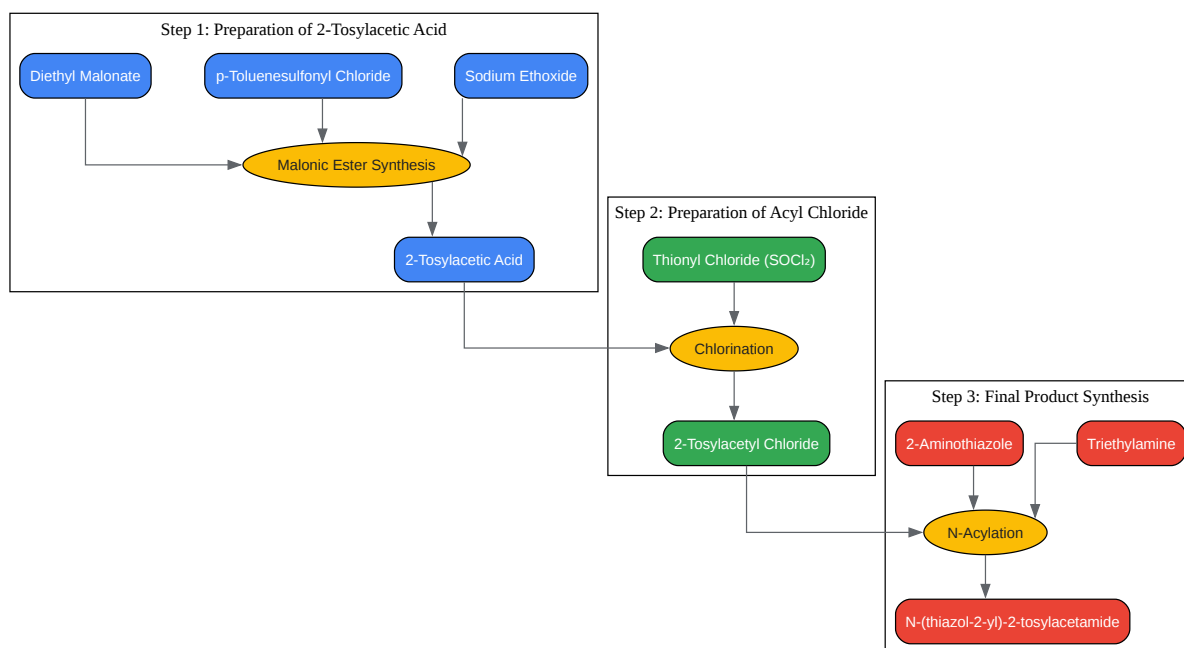 Step 1: Preparation of 2-Tosylacetic Acid
Diethyl Malonate
p-Toluenesulfonyl Chloride
Sodium Ethoxide
Malonic Ester Synthesis
2-Tosylacetic Acid
Step 2: Preparation of Acyl Chloride
Thionyl Chloride (SOCl₂)
Chlorination
2-Tosylacetyl Chloride
Step 3: Final Product Synthesis
2-Aminothiazole
Triethylamine
N-Acylation
N-(thiazol-2-yl)-2-tosylacetamide